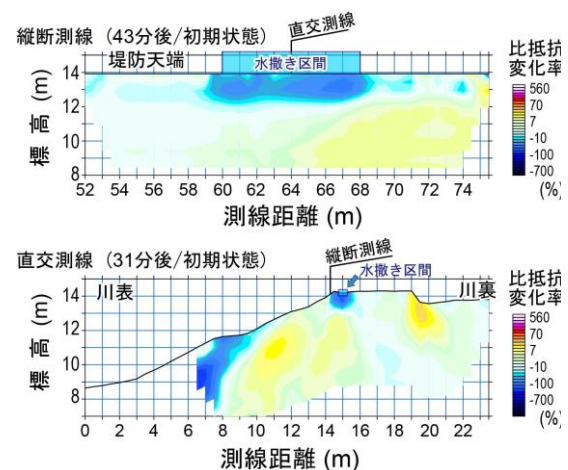 縦断測線 (43分後/初期状態)
直交測線
堤防天端
水撒き区間
比抵抗
変化率
560
70
7
-10
-100
-700
(%)
標高 (m)
14
12
10
8
52 54 56 58 60 62 64 66 68 70 72 74
測線距離 (m)
直交測線 (31分後/初期状態)
縦断測線
水撒き区間
川表
川裏
比抵抗
変化率
560
70
7
-10
-100
-700
(%)
標高 (m)
14
12
10
8
0 2 4 6 8 10 12 14 16 18 20 22
測線距離 (m)